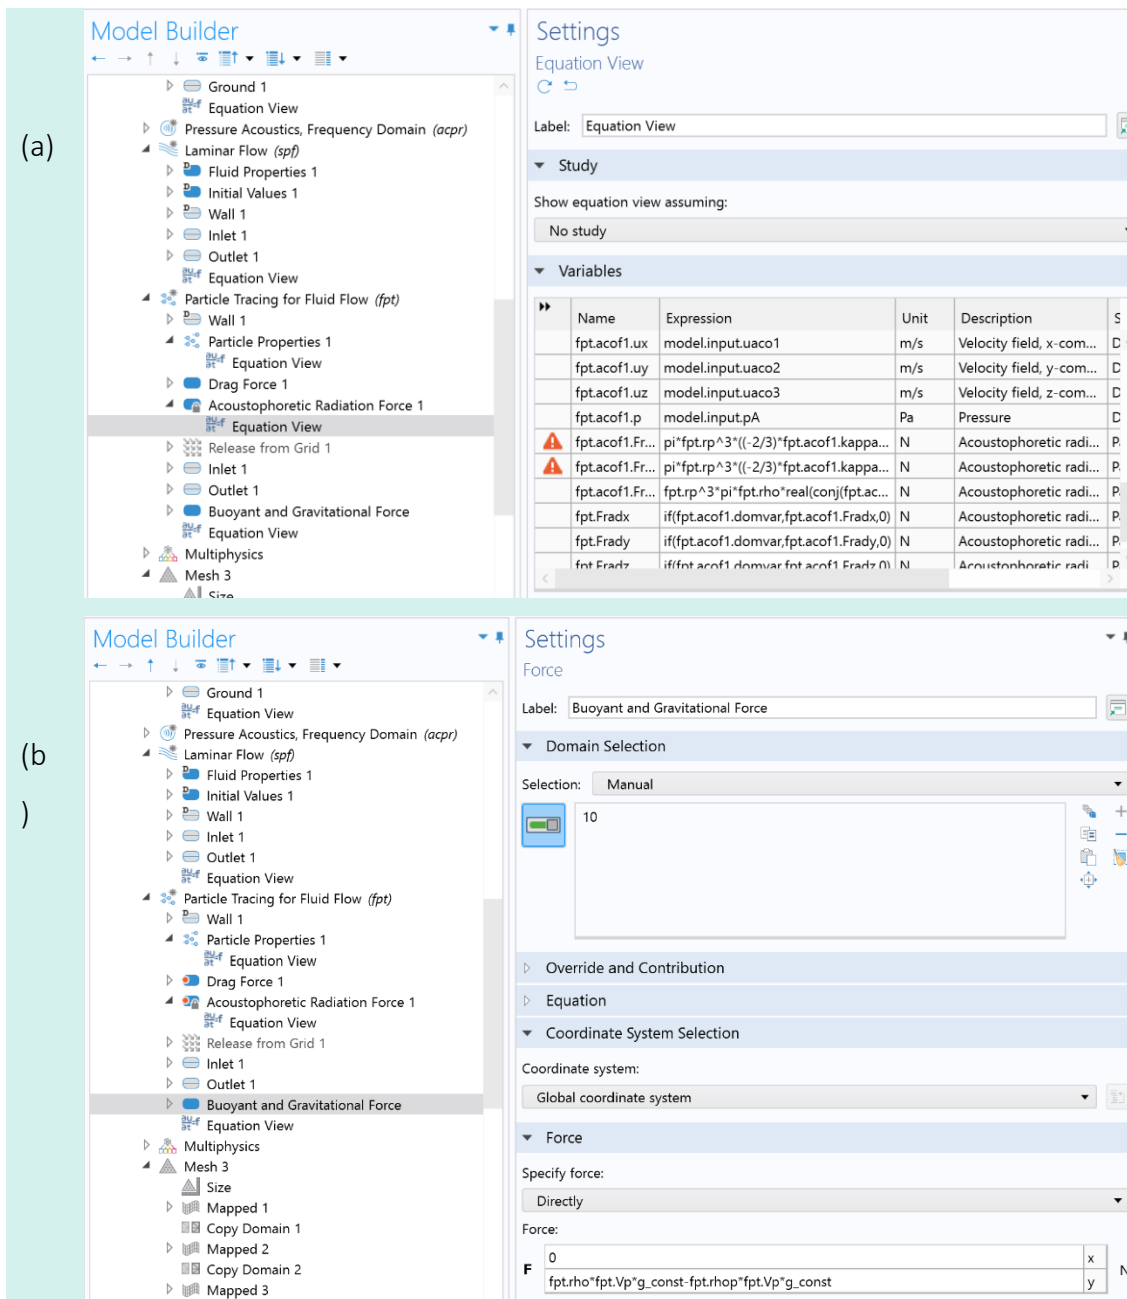 (a)
Model Builder
Ground 1
Equation View
Pressure Acoustics, Frequency Domain (acpr)
Laminar Flow (spf)
Fluid Properties 1
Initial Values 1
Wall 1
Inlet 1
Outlet 1
Equation View
Particle Tracing for Fluid Flow (fpt)
Wall 1
Particle Properties 1
Equation View
Drag Force 1
Acoustophoretic Radiation Force 1
Equation View
Release from Grid 1
Inlet 1
Outlet 1
Buoyant and Gravitational Force
Equation View
Multiphysics
Mesh 3
Size
Settings
Equation View
Label: Equation View
Study
Show equation view assuming:
No study
Variables
Name Expression Unit Description S
fpt.acof1.ux model.input.uaco1 m/s Velocity field, x-com... D
fpt.acof1.uy model.input.uaco2 m/s Velocity field, y-com... D
fpt.acof1.uz model.input.uaco3 m/s Velocity field, z-com... D
fpt.acof1.p model.input.pA Pa Pressure D
fpt.acof1.Fr... pi*fpt.rp^3*((-2/3)*fpt.acof1.kappa... N Acoustophoretic radi... P
fpt.acof1.Fr... pi*fpt.rp^3*((-2/3)*fpt.acof1.kappa... N Acoustophoretic radi... P
fpt.acof1.Fr... fpt.rp^3*pi*fpt.rho*real(conj(fpt.ac... N Acoustophoretic radi... P
fpt.Fradx if(fpt.acof1.domvar,fpt.acof1.Fradx,0) N Acoustophoretic radi... P
fpt.Frady if(fpt.acof1.domvar,fpt.acof1.Frady,0) N Acoustophoretic radi... P
fpt.Fradz if(fpt.acof1.domvar,fpt.acof1.Fradz,0) N Acoustophoretic radi... P
(b
)
Model Builder
Ground 1
Equation View
Pressure Acoustics, Frequency Domain (acpr)
Laminar Flow (spf)
Fluid Properties 1
Initial Values 1
Wall 1
Inlet 1
Outlet 1
Equation View
Particle Tracing for Fluid Flow (fpt)
Wall 1
Particle Properties 1
Equation View
Drag Force 1
Acoustophoretic Radiation Force 1
Equation View
Release from Grid 1
Inlet 1
Outlet 1
Buoyant and Gravitational Force
Equation View
Multiphysics
Mesh 3
Size
Mapped 1
Copy Domain 1
Mapped 2
Copy Domain 2
Mapped 3
Settings
Force
Label: Buoyant and Gravitational Force
Domain Selection
Selection: Manual
10
Override and Contribution
Equation
Coordinate System Selection
Coordinate system:
Global coordinate system
Force
Specify force:
Directly
Force:
F 0 x N
fpt.rho*fpt.Vp*g_const-fpt.rhop*fpt.Vp*g_const y